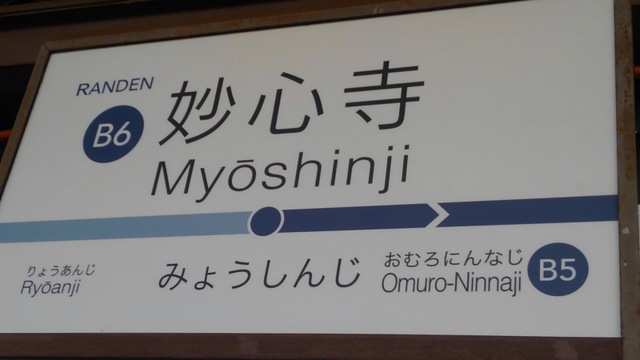 RANDEN
B6
妙心寺
Myōshinji
りょうあんじ
Ryōanji
みょうしんじ
おむろにんなじ
Omuro-Ninnaji
B5